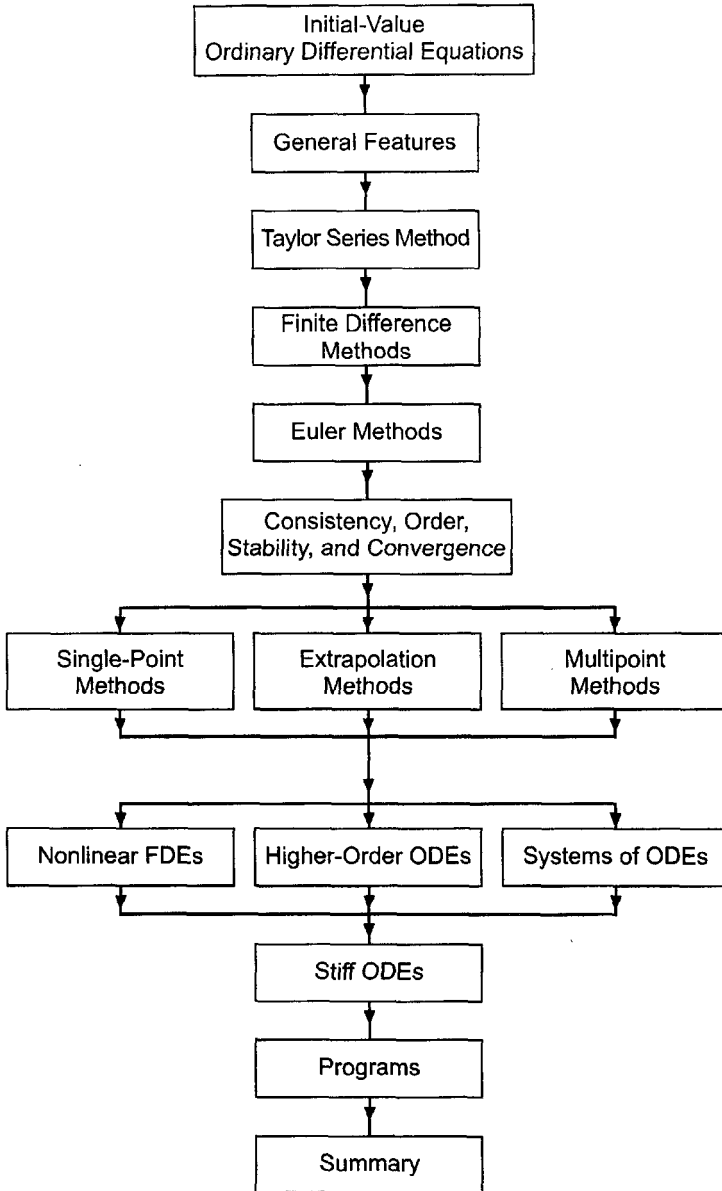 Initial-Value
Ordinary Differential Equations
General Features
Taylor Series Method
Finite Difference
Methods
Euler Methods
Consistency, Order,
Stability, and Convergence
Single-Point
Methods
Extrapolation
Methods
Multipoint
Methods
Nonlinear FDEs
Higher-Order ODEs
Systems of ODEs
Stiff ODEs
Programs
Summary